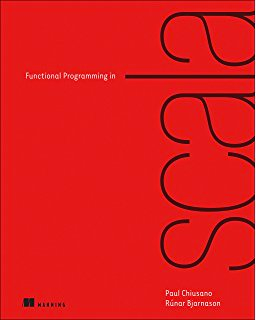 Functional Programming in
scala
Paul Chiusano
Rúnar Bjarnason
MANNING